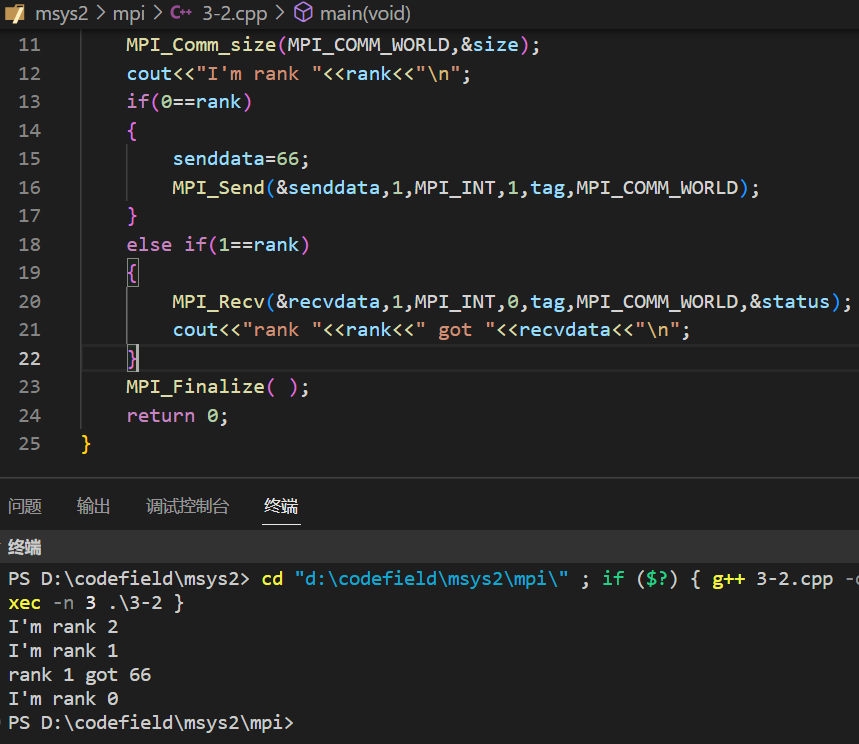 msys2 > mpi > C++ 3-2.cpp > main(void)
11 MPI_Comm_size(MPI_COMM_WORLD,&size);
12 cout<<"I'm rank "<<rank<<"\n";
13 if(0==rank)
14 {
15 senddata=66;
16 MPI_Send(&senddata,1,MPI_INT,1,tag,MPI_COMM_WORLD);
17 }
18 else if(1==rank)
19 {
20 MPI_Recv(&recvdata,1,MPI_INT,0,tag,MPI_COMM_WORLD,&status);
21 cout<<"rank "<<rank<<" got "<<recvdata<<"\n";
22 }
23 MPI_Finalize( );
24 return 0;
25 }
问题 输出 调试控制台 终端
终端
PS D:\codefield\msys2> cd "d:\codefield\msys2\mpi\" ; if ($?) { g++ 3-2.cpp -
xec -n 3 .\3-2 }
I'm rank 2
I'm rank 1
rank 1 got 66
I'm rank 0
PS D:\codefield\msys2\mpi>